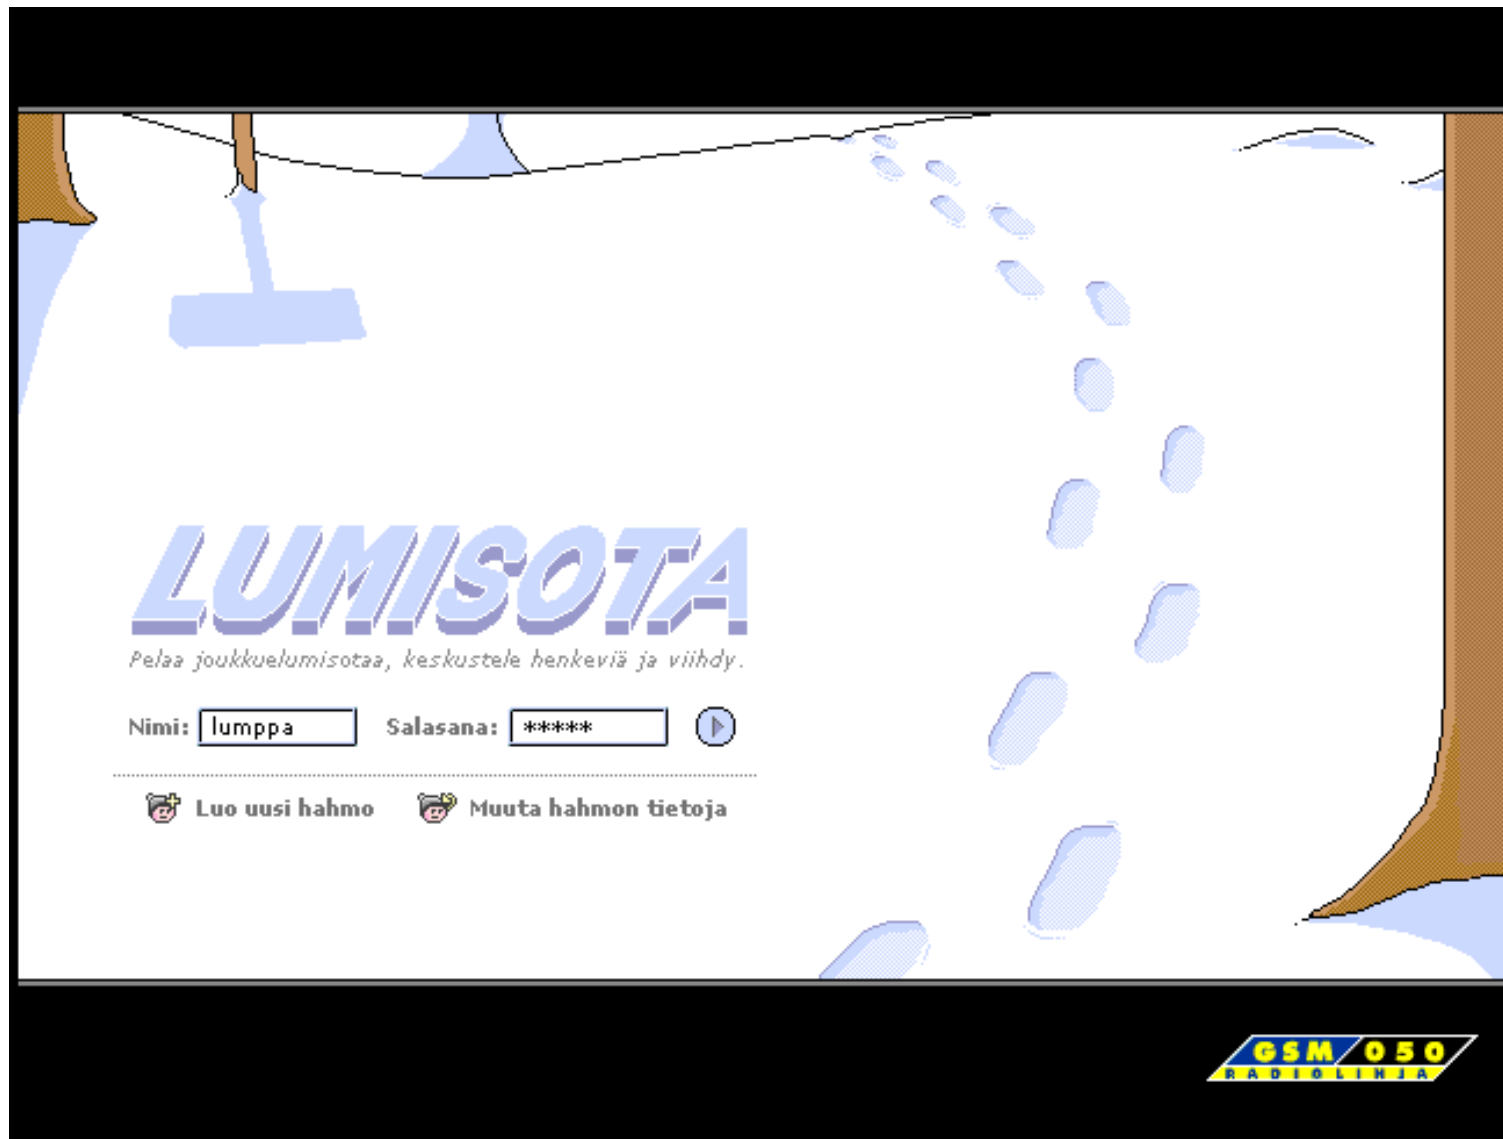 LUMISOTA
Pelaa joukkuelumisotaa, keskustele henkeviä ja viihdy.
Nimi: lumppa Salasana: *****
Luo uusi hahmo Muuta hahmon tietoja
GSM 050
RADIOLINJA